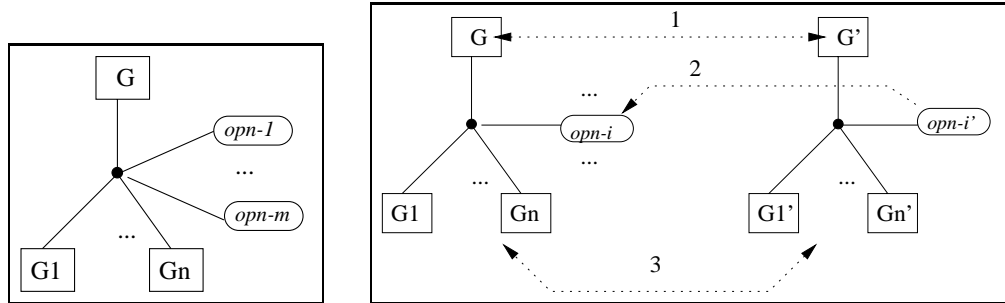 G
opn-1
...
opn-m
...
G1
Gn
1
G
G'
2
...
opn-i
opn-i'
...
...
...
G1
Gn
G1'
Gn'
3